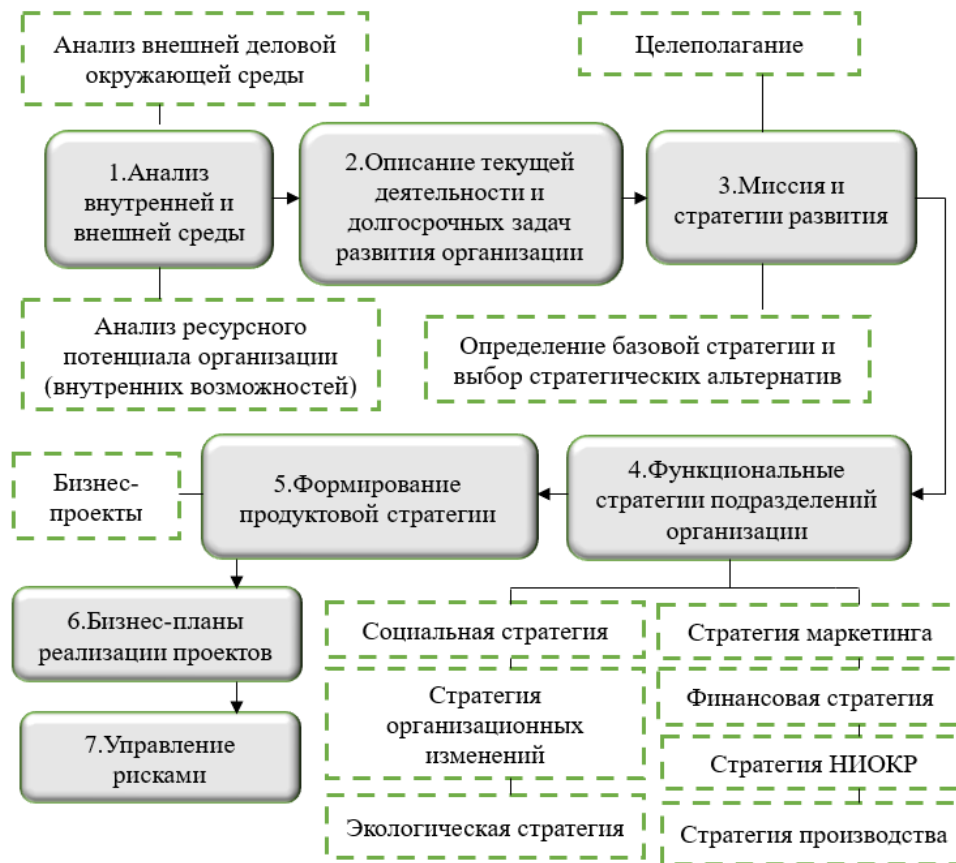 Анализ внешней деловой
окружающей среды
Целеполагание
1.Анализ
внутренней и
внешней среды
2.Описание текущей
деятельности и
долгосрочных задач
развития организации
3.Миссия и
стратегии развития
Анализ ресурсного
потенциала организации
(внутренних возможностей)
Определение базовой стратегии и
выбор стратегических альтернатив
Бизнес-
проекты
5.Формирование
продуктовой стратегии
4.Функциональные
стратегии подразделений
организации
6.Бизнес-планы
реализации проектов
7.Управление
рисками
Социальная стратегия
Стратегия
организационных
изменений
Экологическая стратегия
Стратегия маркетинга
Финансовая стратегия
Стратегия НИОКР
Стратегия производства